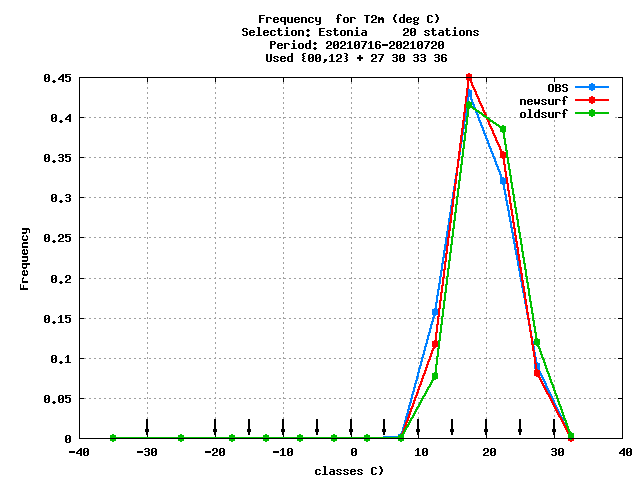 Frequency  for T2m (deg C)
Selection: Estonia     20 stations
Period: 20210716-20210720
Used {00,12} + 27 30 33 36
OBS
newsurf
oldsurf
0.45
0.4
0.35
0.3
0.25
0.2
0.15
0.1
0.05
0
Frequency
-40 -30 -20 -10 0 10 20 30 40
classes C)